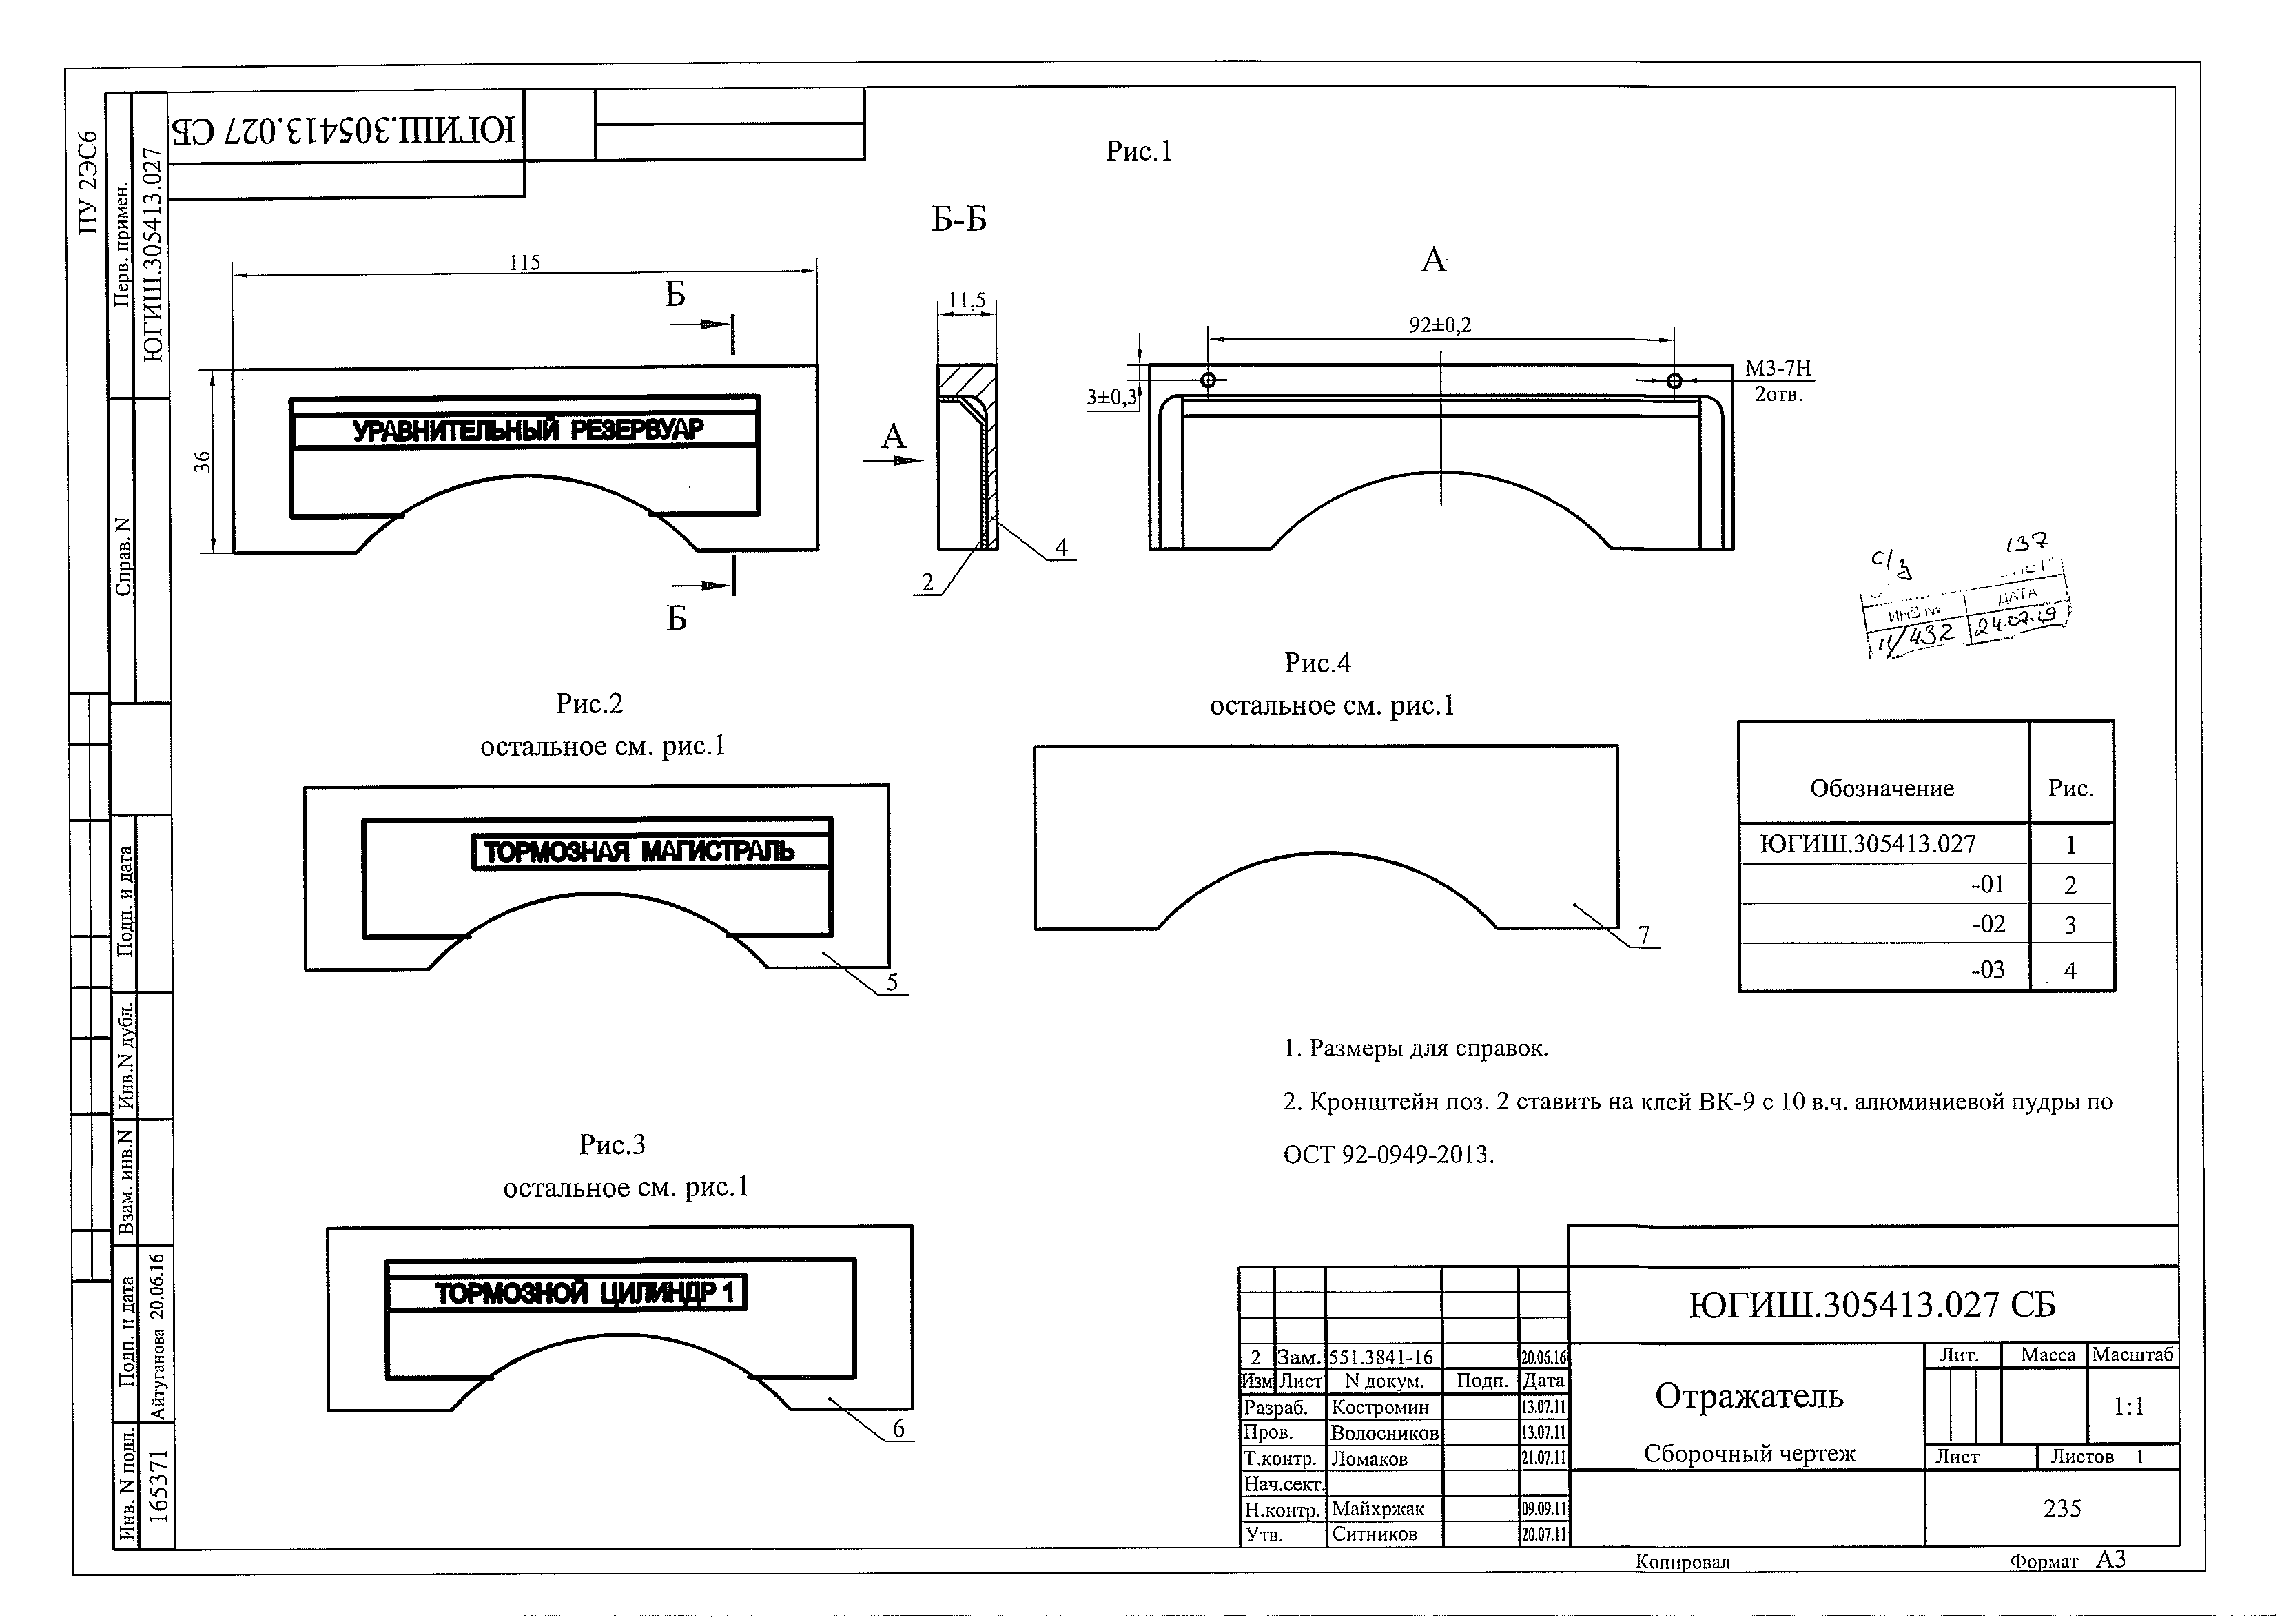 ПУ 2ЭС6
Перв. примен.
ЮГИШ.305413.027
Справ. N
Подп. и дата
Инв.N дубл.
Взам. инв.N
Подп. и дата
Айтуганова 20.06.16
Инв. N подл.
165371
ЮГИШ.305413.027 СБ
Рис.1
Б-Б
А
115
Б
11,5
92±0,2
М3-7Н
2отв.
3±0,3
36
УРАВНИТЕЛЬНЫЙ РЕЗЕРВУАР
А
4
2
Б
с/з 137
ИНВ № ДАТА
11/432 24.07.19
Рис.2
остальное см. рис.1
ТОРМОЗНАЯ МАГИСТРАЛЬ
5
Рис.4
остальное см. рис.1
7
Обозначение Рис.
ЮГИШ.305413.027 1
-01 2
-02 3
-03 4
1. Размеры для справок.
2. Кронштейн поз. 2 ставить на клей ВК-9 с 10 в.ч. алюминиевой пудры по
ОСТ 92-0949-2013.
Рис.3
остальное см. рис.1
ТОРМОЗНОЙ ЦИЛИНДР 1
6
ЮГИШ.305413.027 СБ
2 Зам. 551.3841-16 20.06.16
Изм Лист N докум. Подп. Дата
Разраб. Костромин 13.07.11
Пров. Волосников 13.07.11
Т.контр. Ломаков 21.07.11
Нач.сект.
Н.контр. Майхржак 09.09.11
Утв. Ситников 20.07.11
Отражатель
Сборочный чертеж
Лит. Масса Масштаб
1:1
Лист Листов 1
235
Копировал Формат А3